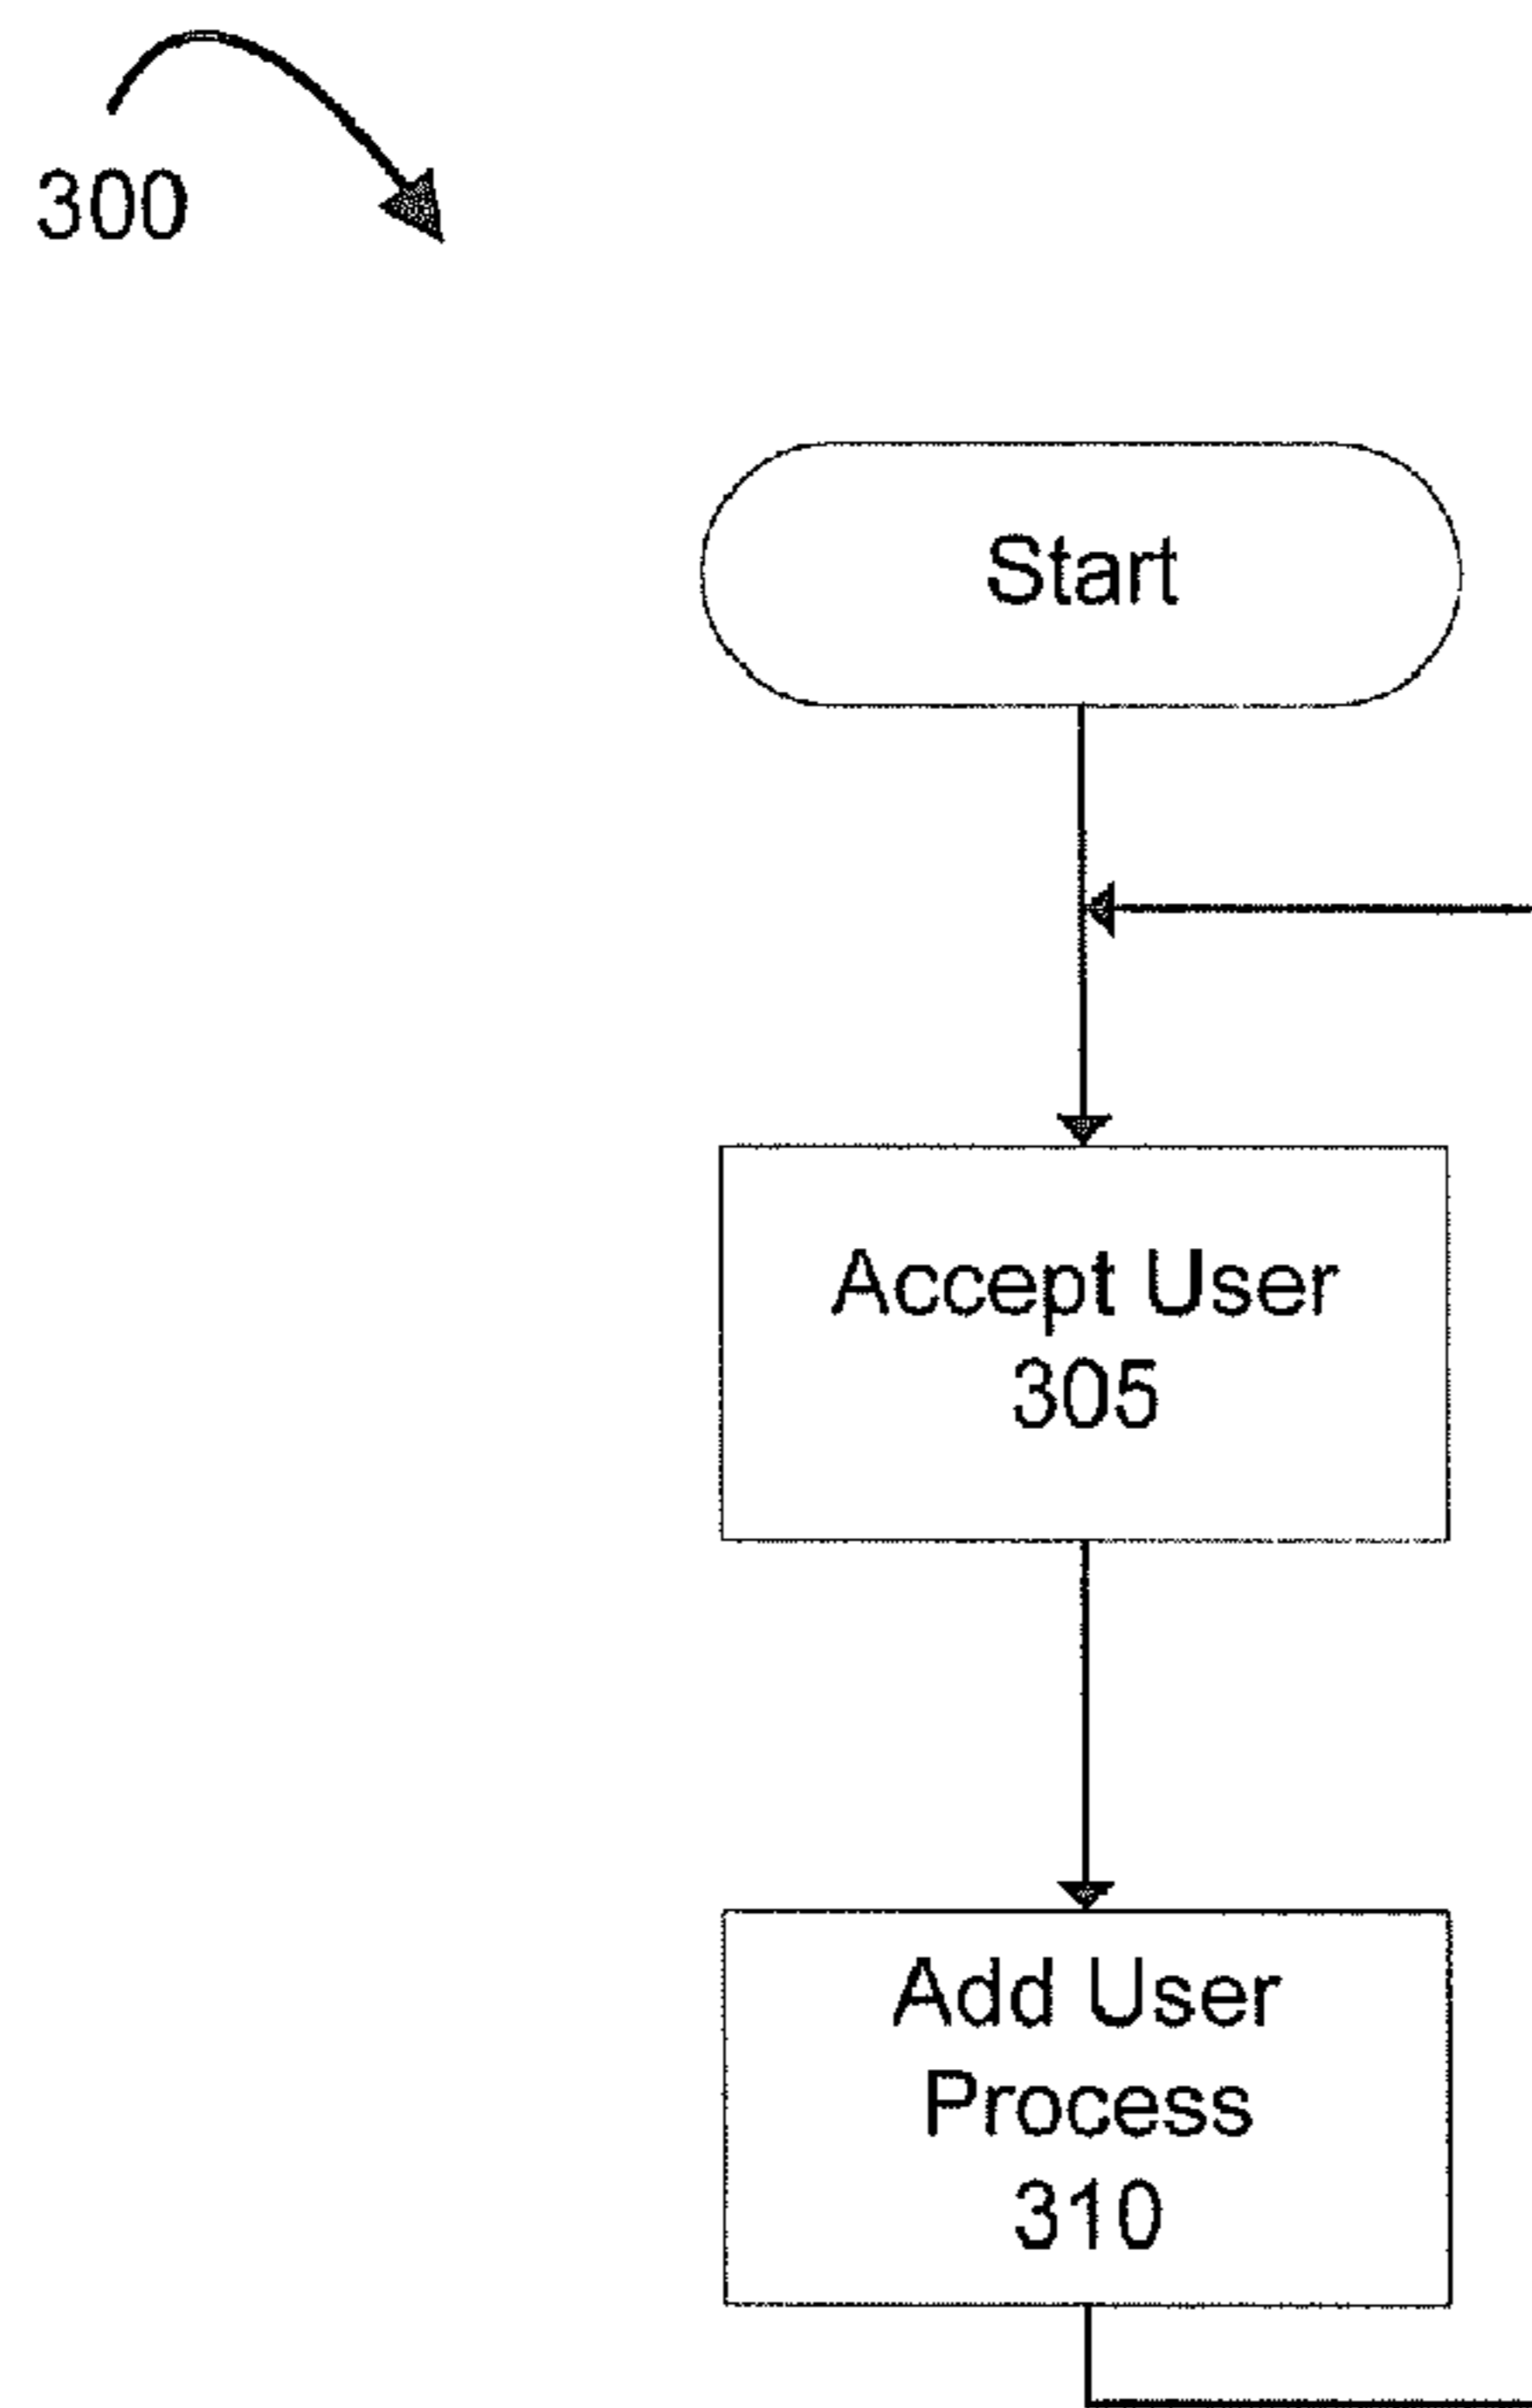 300
Start
Accept User
305
Add User
Process
310